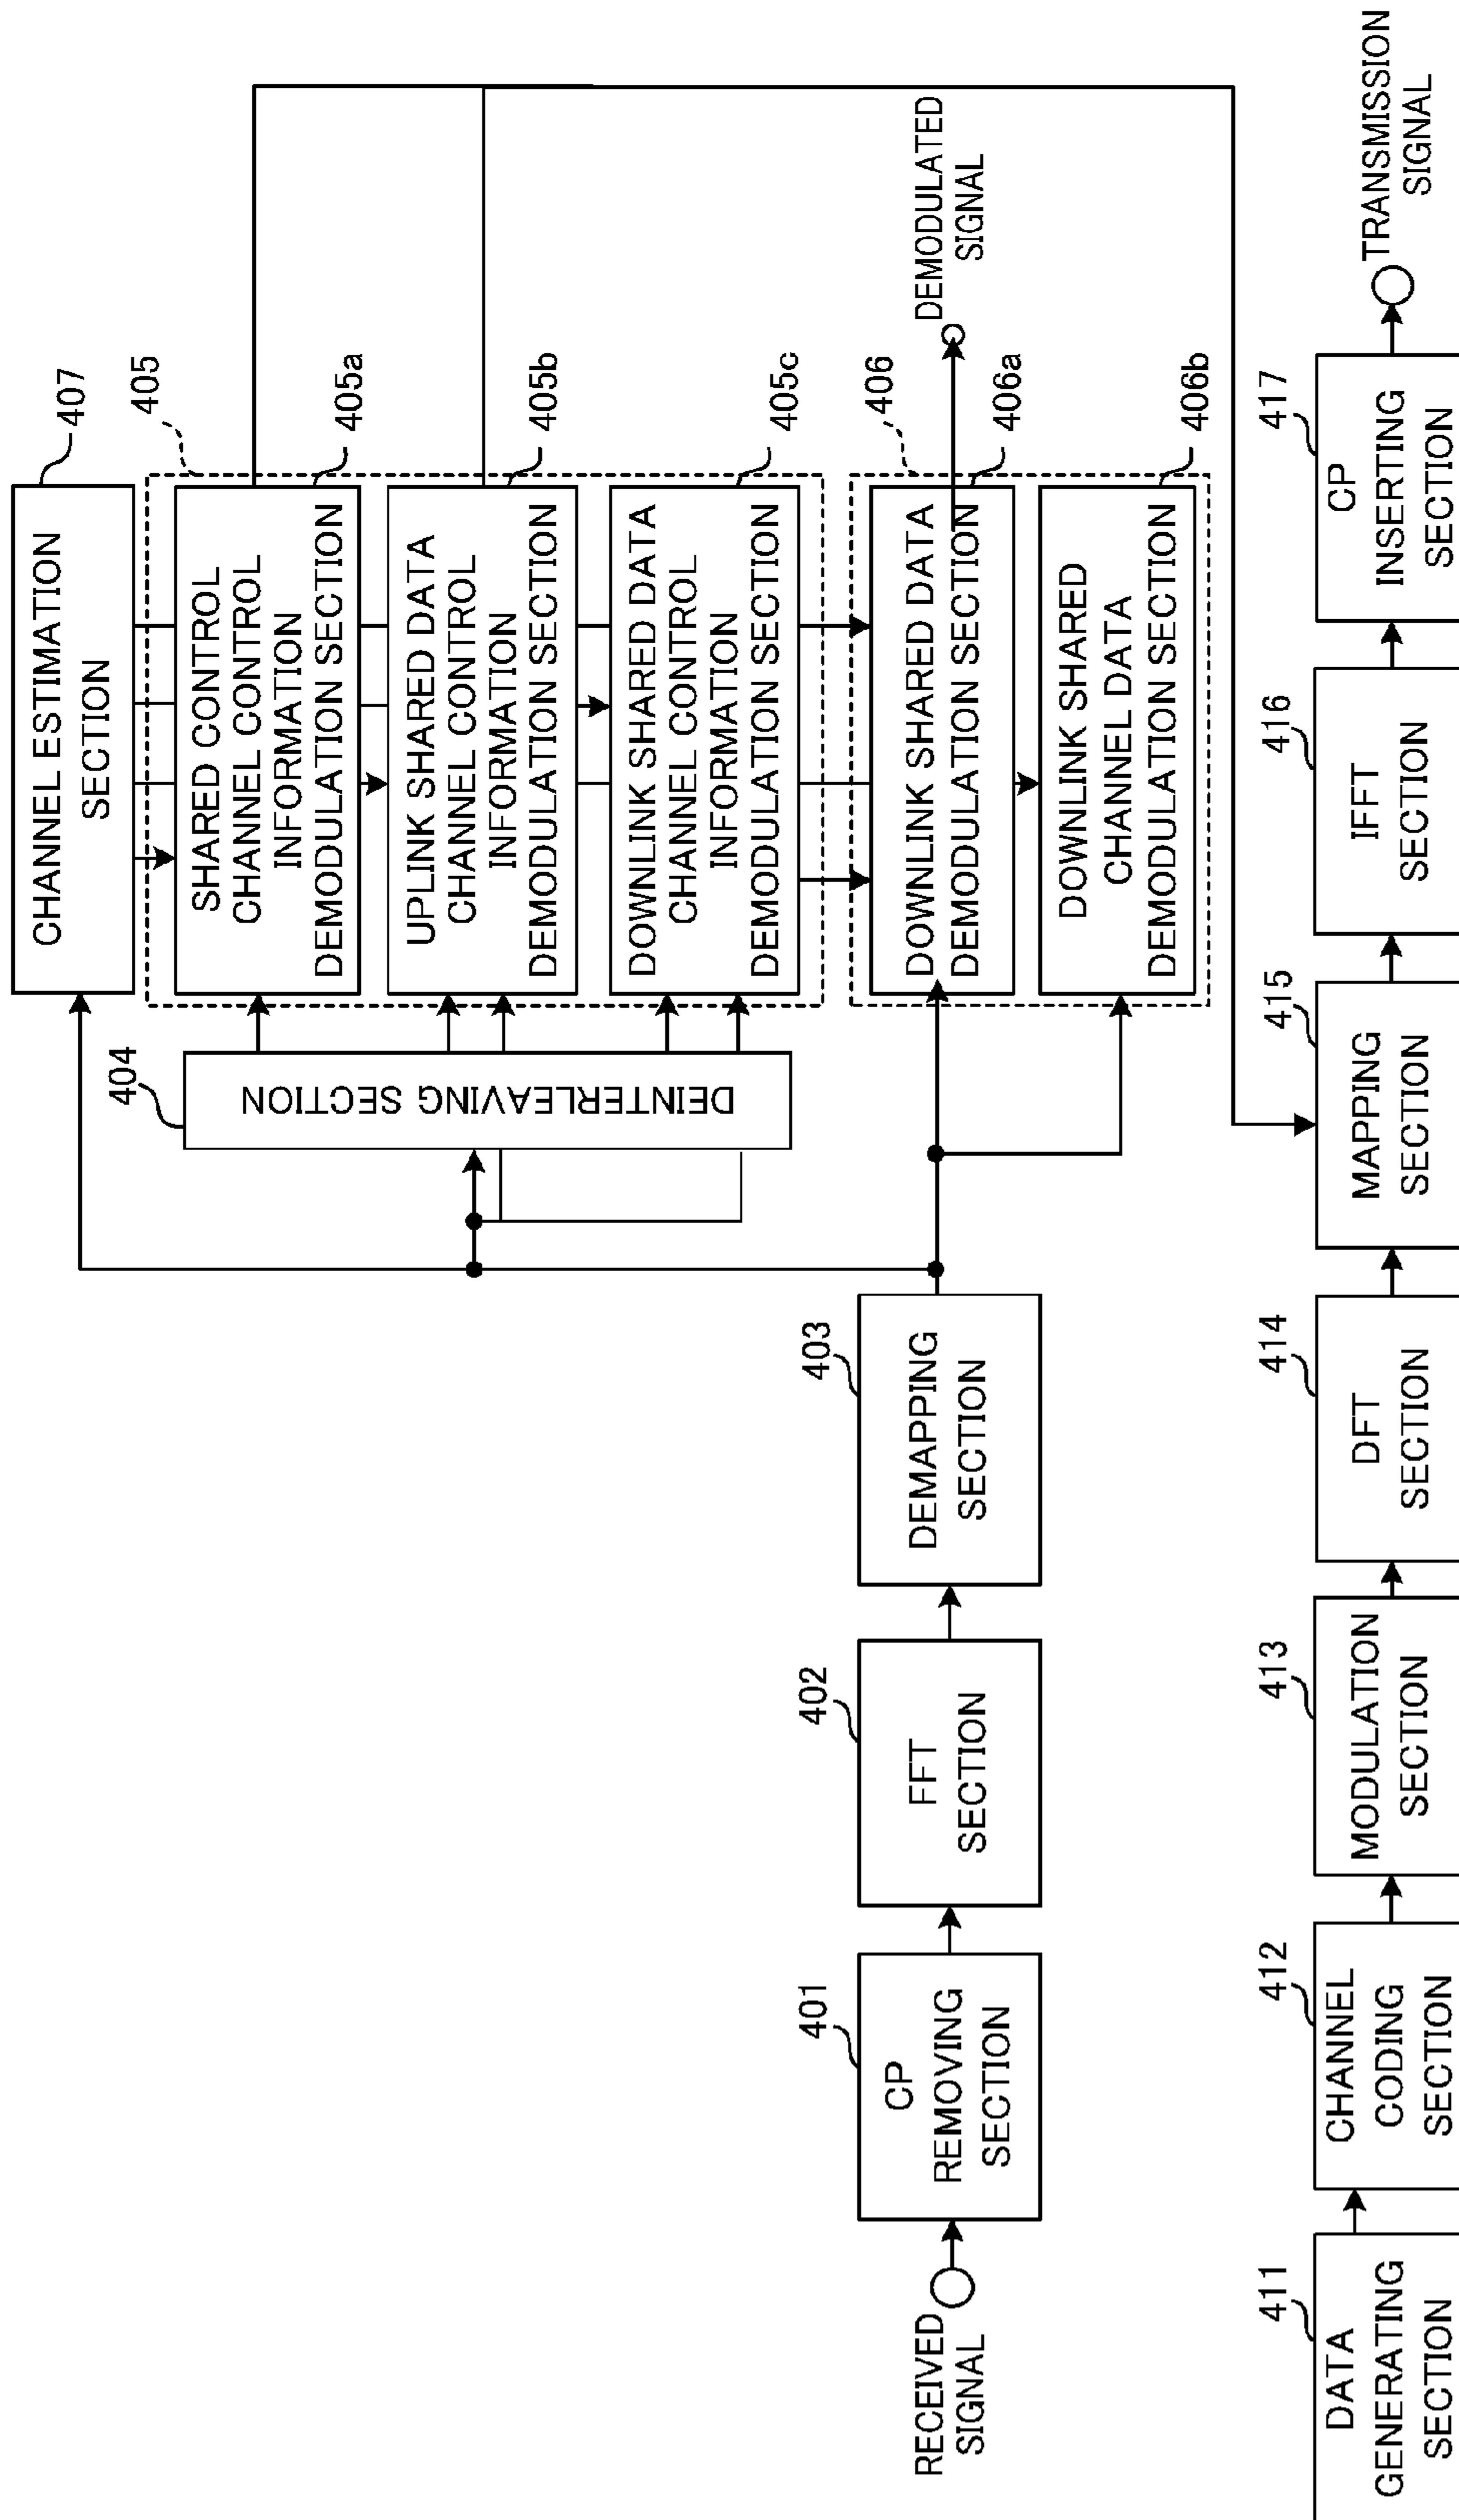 CHANNEL ESTIMATION
SECTION
407
405
SHARED CONTROL
CHANNEL CONTROL
INFORMATION
DEMODULATION SECTION
405a
UPLINK SHARED DATA
CHANNEL CONTROL
INFORMATION
DEMODULATION SECTION
405b
DOWNLINK SHARED DATA
CHANNEL CONTROL
INFORMATION
DEMODULATION SECTION
405c
404
DEINTERLEAVING SECTION
406
DOWNLINK SHARED DATA
DEMODULATION SECTION
406a
DOWNLINK SHARED
CHANNEL DATA
DEMODULATION SECTION
406b
DEMODULATED
SIGNAL
RECEIVED
SIGNAL
401
CP
REMOVING
SECTION
402
FFT
SECTION
403
DEMAPPING
SECTION
411
DATA
GENERATING
SECTION
412
CHANNEL
CODING
SECTION
413
MODULATION
SECTION
414
DFT
SECTION
415
MAPPING
SECTION
416
IFFT
SECTION
417
CP
INSERTING
SECTION
TRANSMISSION
SIGNAL